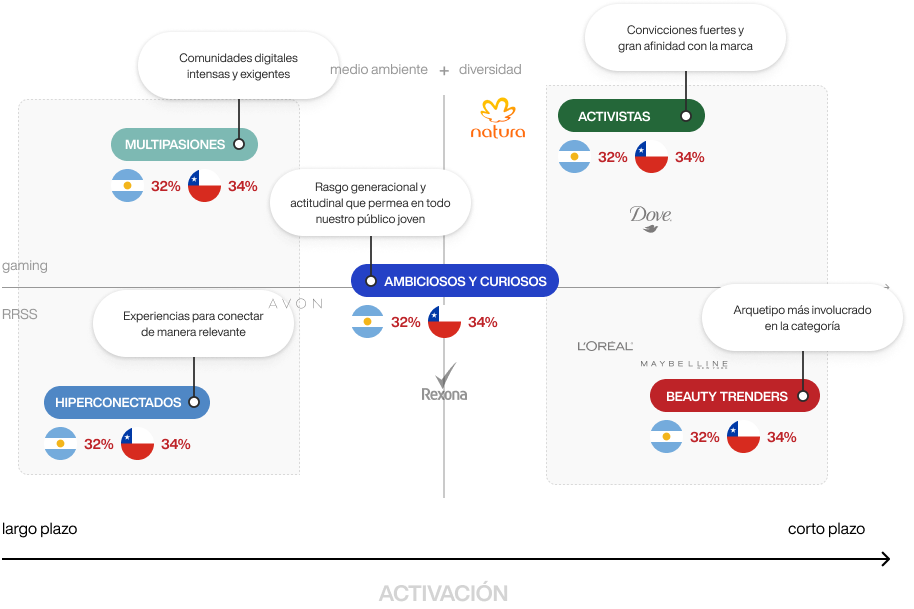 Convicciones fuertes y
gran afinidad con la marca
Comunidades digitales
intensas y exigentes
medio ambiente + diversidad
natura
ACTIVISTAS
32% 34%
MULTIPASIONES
32% 34%
Rasgo generacional y
actitudinal que permea en todo
nuestro público joven
Dove
gaming
AMBICIOSOS Y CURIOSOS
32% 34%
RRSS
AVON
Experiencias para conectar
de manera relevante
Arquetipo más involucrado
en la categoría
L'ORÉAL
MAYBELLINE
Rexona
HIPERCONECTADOS
32% 34%
BEAUTY TRENDERS
32% 34%
largo plazo
corto plazo
ACTIVACIÓN